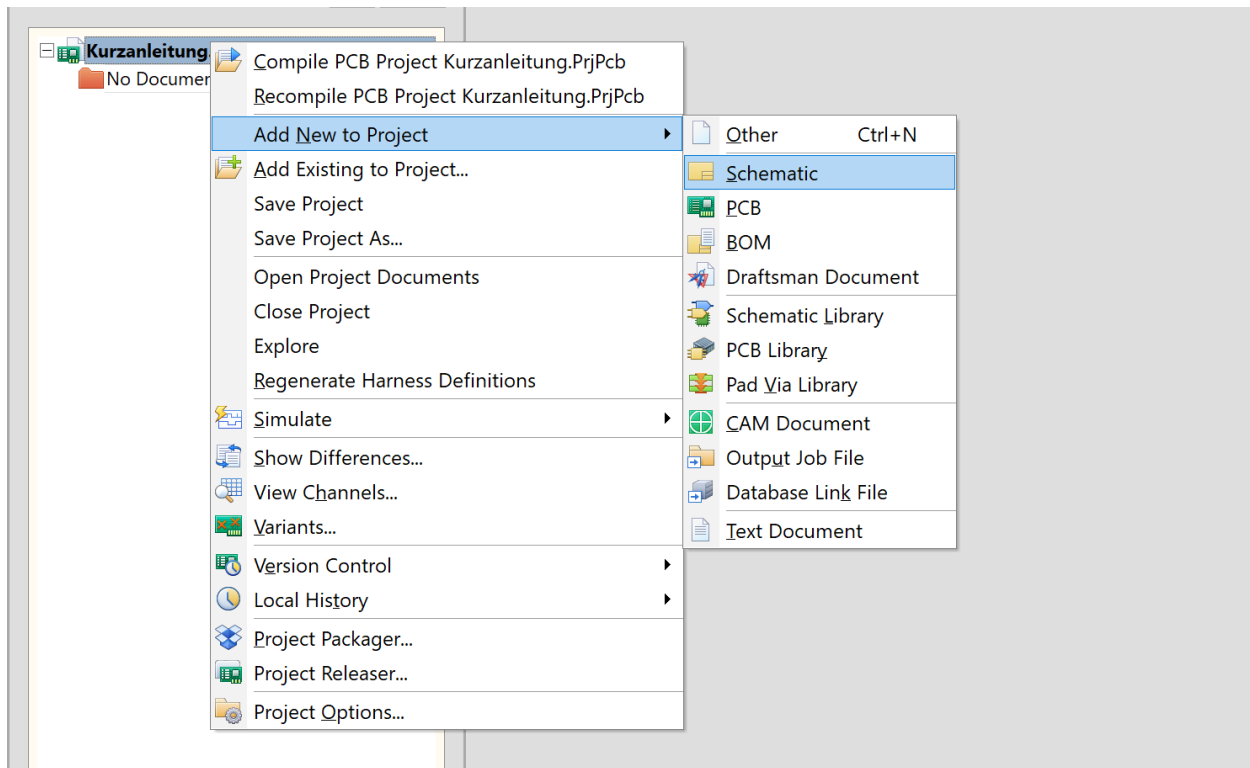 Kurzanleitung.
No Documen
Compile PCB Project Kurzanleitung.PrjPcb
Recompile PCB Project Kurzanleitung.PrjPcb
Add New to Project
Add Existing to Project...
Save Project
Save Project As...
Open Project Documents
Close Project
Explore
Regenerate Harness Definitions
Simulate
Show Differences...
View Channels...
Variants...
Version Control
Local History
Project Packager...
Project Releaser...
Project Options...
Other Ctrl+N
Schematic
PCB
BOM
Draftsman Document
Schematic Library
PCB Library
Pad Via Library
CAM Document
Output Job File
Database Link File
Text Document